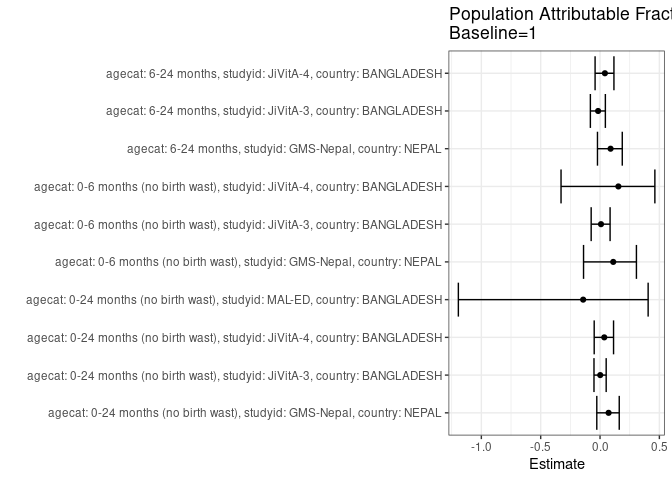 Population Attributable Fract
Baseline=1
agecat: 6-24 months, studyid: JiVitA-4, country: BANGLADESH
agecat: 6-24 months, studyid: JiVitA-3, country: BANGLADESH
agecat: 6-24 months, studyid: GMS-Nepal, country: NEPAL
agecat: 0-6 months (no birth wast), studyid: JiVitA-4, country: BANGLADESH
agecat: 0-6 months (no birth wast), studyid: JiVitA-3, country: BANGLADESH
agecat: 0-6 months (no birth wast), studyid: GMS-Nepal, country: NEPAL
agecat: 0-24 months (no birth wast), studyid: MAL-ED, country: BANGLADESH
agecat: 0-24 months (no birth wast), studyid: JiVitA-4, country: BANGLADESH
agecat: 0-24 months (no birth wast), studyid: JiVitA-3, country: BANGLADESH
agecat: 0-24 months (no birth wast), studyid: GMS-Nepal, country: NEPAL
-1.0 -0.5 0.0 0.5
Estimate